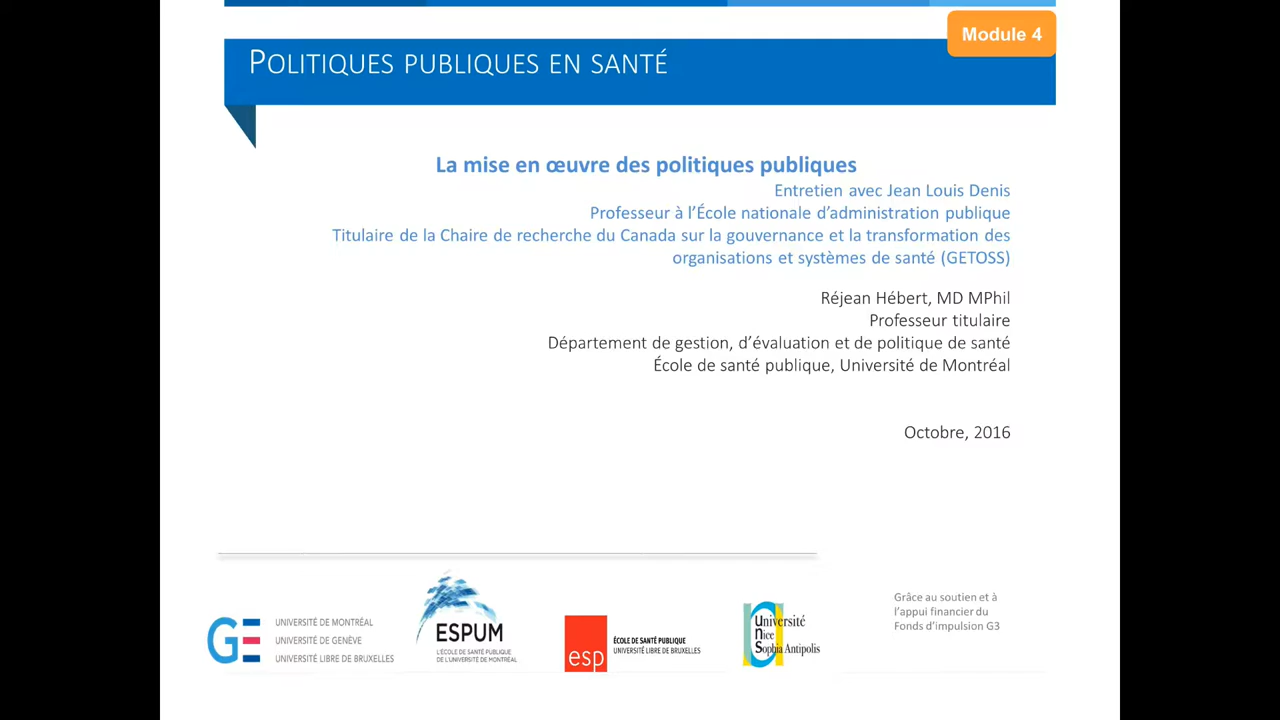 Module 4
POLITIQUES PUBLIQUES EN SANTÉ
La mise en œuvre des politiques publiques
Entretien avec Jean Louis Denis
Professeur à l'École nationale d'administration publique
Titulaire de la Chaire de recherche du Canada sur la gouvernance et la transformation des
organisations et systèmes de santé (GETOSS)
Réjean Hébert, MD MPhil
Professeur titulaire
Département de gestion, d'évaluation et de politique de santé
École de santé publique, Université de Montréal
Octobre, 2016
GE
UNIVERSITÉ DE MONTRÉAL
UNIVERSITÉ DE GENÈVE
UNIVERSITÉ LIBRE DE BRUXELLES
ESPUM
L'ÉCOLE DE SANTÉ PUBLIQUE
DE L'UNIVERSITÉ DE MONTRÉAL
esp
ÉCOLE DE SANTÉ PUBLIQUE
UNIVERSITÉ LIBRE DE BRUXELLES
Université
Nice
Sophia Antipolis
Grâce au soutien et à
l'appui financier du
Fonds d'impulsion G3